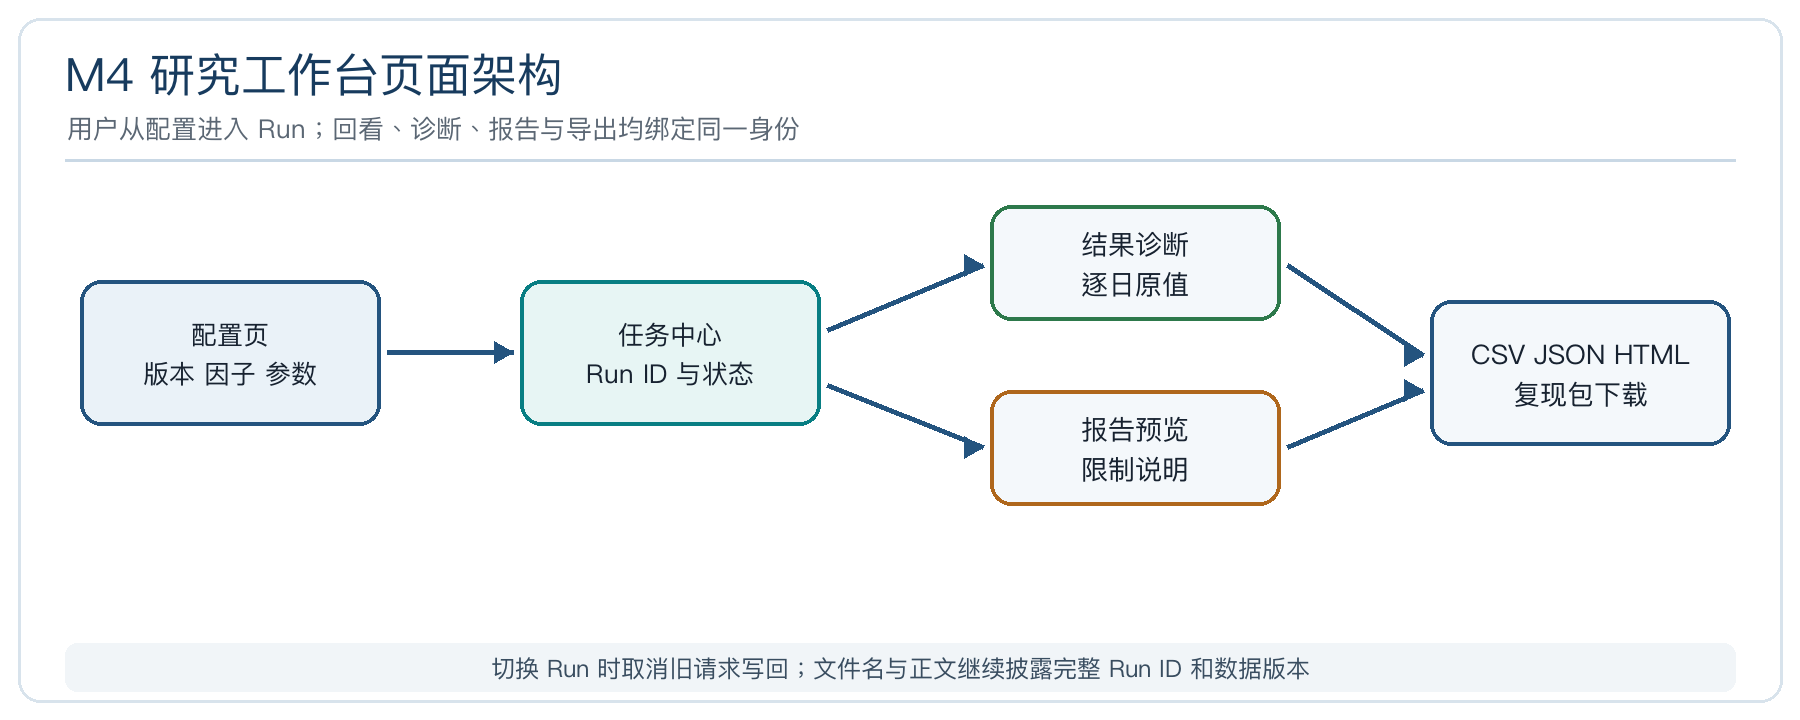 M4 研究工作台页面架构
用户从配置进入 Run；回看、诊断、报告与导出均绑定同一身份
配置页
版本 因子 参数
任务中心
Run ID 与状态
结果诊断
逐日原值
报告预览
限制说明
CSV JSON HTML
复现包下载
切换 Run 时取消旧请求写回；文件名与正文继续披露完整 Run ID 和数据版本